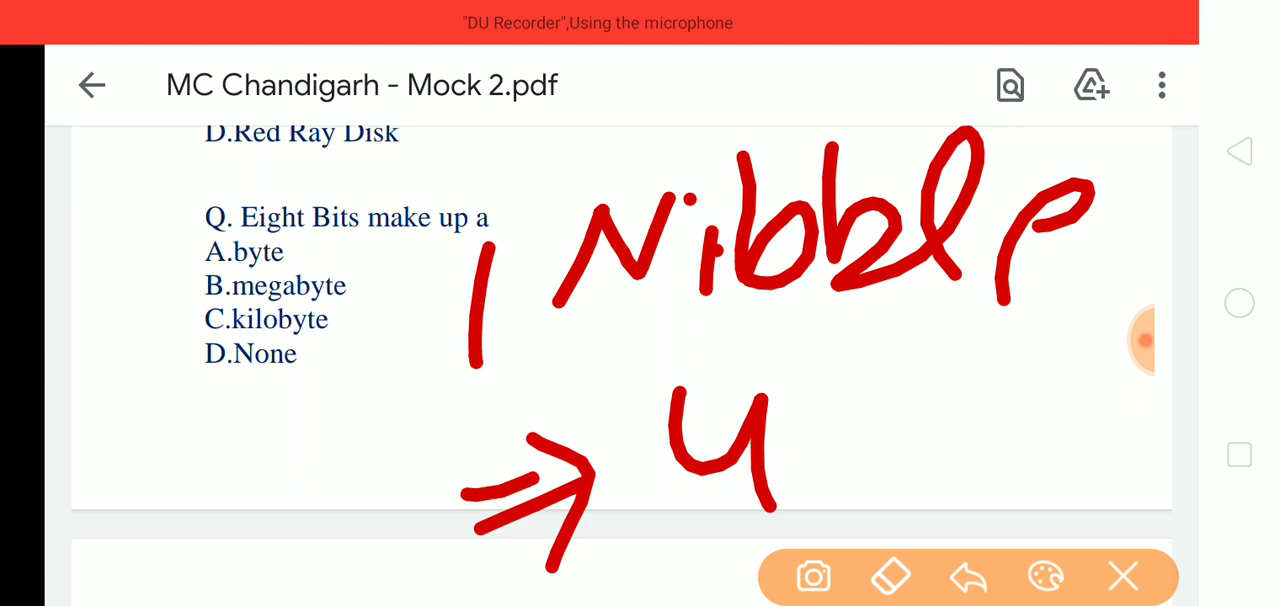 "DU Recorder",Using the microphone
MC Chandigarh - Mock 2.pdf
D.Red Ray Disk
Q. Eight Bits make up a
A.byte
B.megabyte
C.kilobyte
D.None
1 Nibble
⇒ 4